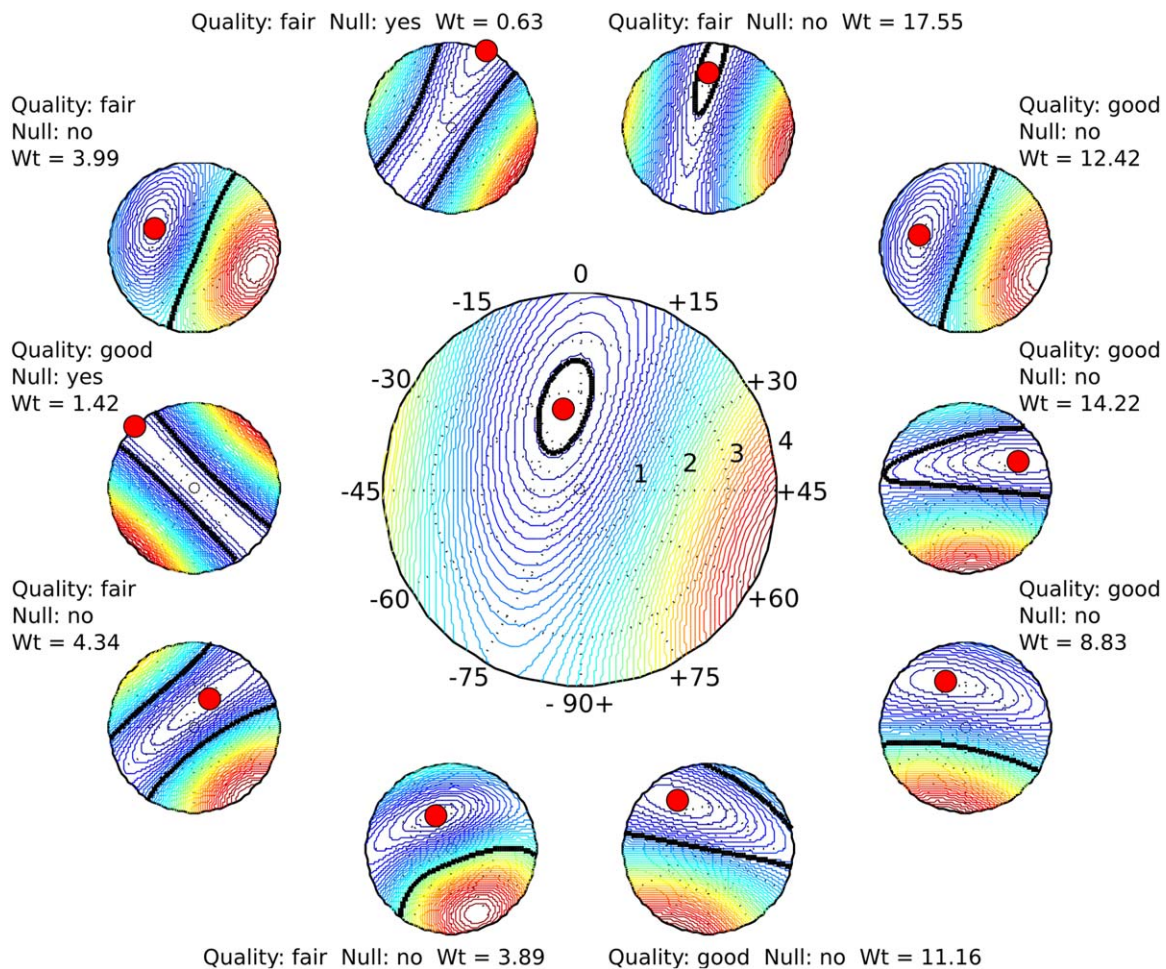 Quality: fair Null: yes Wt = 0.63
Quality: fair Null: no Wt = 17.55
Quality: fair
Null: no
Wt = 3.99
Quality: good
Null: no
Wt = 12.42
0
-15
+15
-30
+30
-45
+45
-60
+60
-75
+75
- 90+
1
2
3
4
Quality: good
Null: yes
Wt = 1.42
Quality: good
Null: no
Wt = 14.22
Quality: fair
Null: no
Wt = 4.34
Quality: good
Null: no
Wt = 8.83
Quality: fair Null: no Wt = 3.89
Quality: good Null: no Wt = 11.16